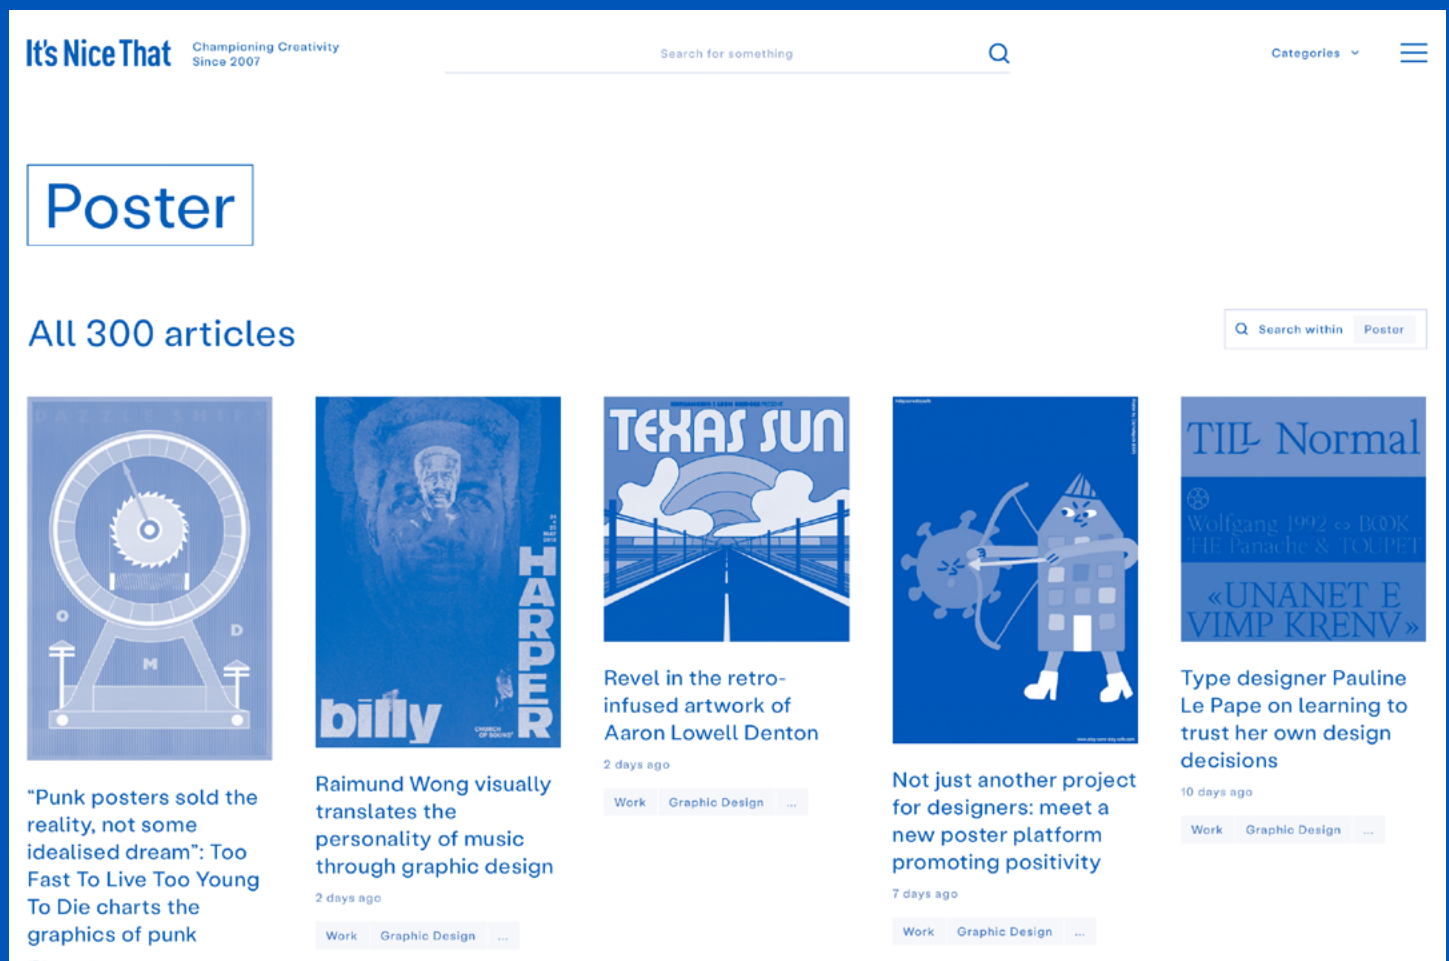 It's Nice That
Championing Creativity
Since 2007
Search for something
Categories
Poster
All 300 articles
Search within Poster
DAZZLE SHIPS
O
M
D
"Punk posters sold the
reality, not some
idealised dream": Too
Fast To Live Too Young
To Die charts the
graphics of punk
HARPER
billy
CHURCH
OF SOUND
Raimund Wong visually
translates the
personality of music
through graphic design
2 days ago
Work Graphic Design ...
TEXAS SUN
Revel in the retro-
infused artwork of
Aaron Lowell Denton
2 days ago
Work Graphic Design ...
Not just another project
for designers: meet a
new poster platform
promoting positivity
7 days ago
Work Graphic Design ...
TILL Normal
Wolfgang 1992 ∞ BOOK
THE Panache & TOUPET
«UNANET E
VIMP KRENV»
Type designer Pauline
Le Pape on learning to
trust her own design
decisions
10 days ago
Work Graphic Design ...